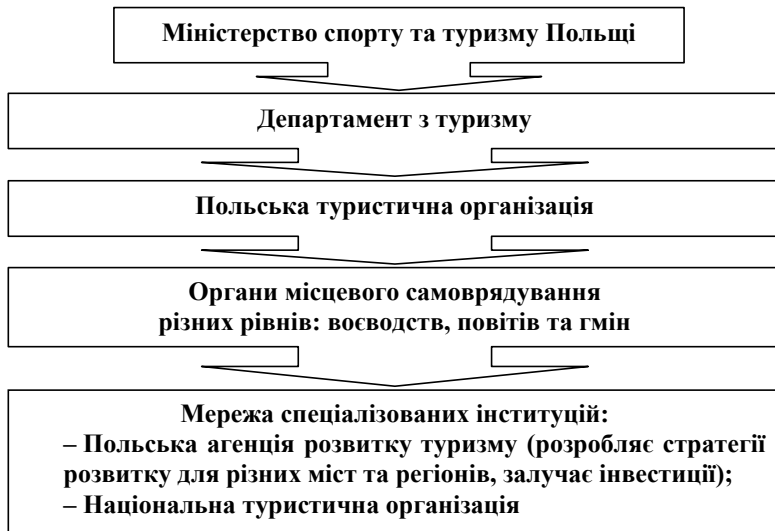 Міністерство спорту та туризму Польщі
Департамент з туризму
Польська туристична організація
Органи місцевого самоврядування
різних рівнів: воєводств, повітів та гмін
Мережа спеціалізованих інституцій:
– Польська агенція розвитку туризму (розробляє стратегії
розвитку для різних міст та регіонів, залучає інвестиції);
– Національна туристична організація